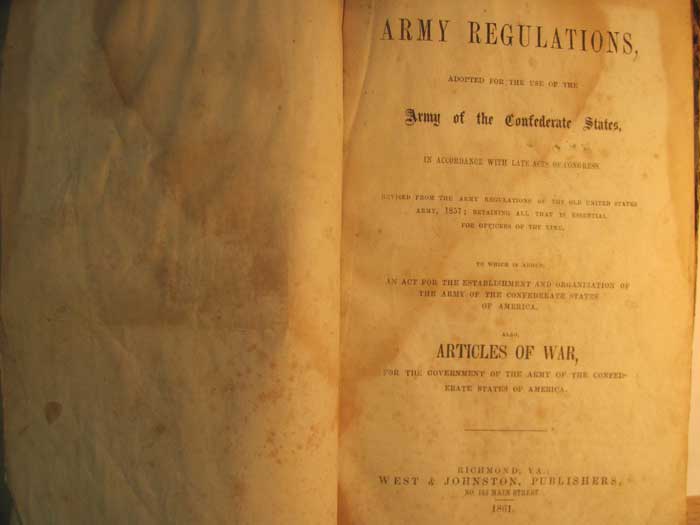 ARMY REGULATIONS,
ADOPTED FOR THE USE OF THE
Army of the Confederate States,
IN ACCORDANCE WITH LATE ACTS OF CONGRESS.
REVISED FROM THE ARMY REGULATIONS OF THE OLD UNITED STATES
ARMY, 1857; RETAINING ALL THAT IS ESSENTIAL
FOR OFFICERS OF THE LINE.
TO WHICH IS ADDED,
AN ACT FOR THE ESTABLISHMENT AND ORGANIZATION OF
THE ARMY OF THE CONFEDERATE STATES
OF AMERICA.
ALSO,
ARTICLES OF WAR,
FOR THE GOVERNMENT OF THE ARMY OF THE CONFED-
ERATE STATES OF AMERICA.
RICHMOND, VA.:
WEST & JOHNSTON, PUBLISHERS,
NO. MAIN STREET.
1861.